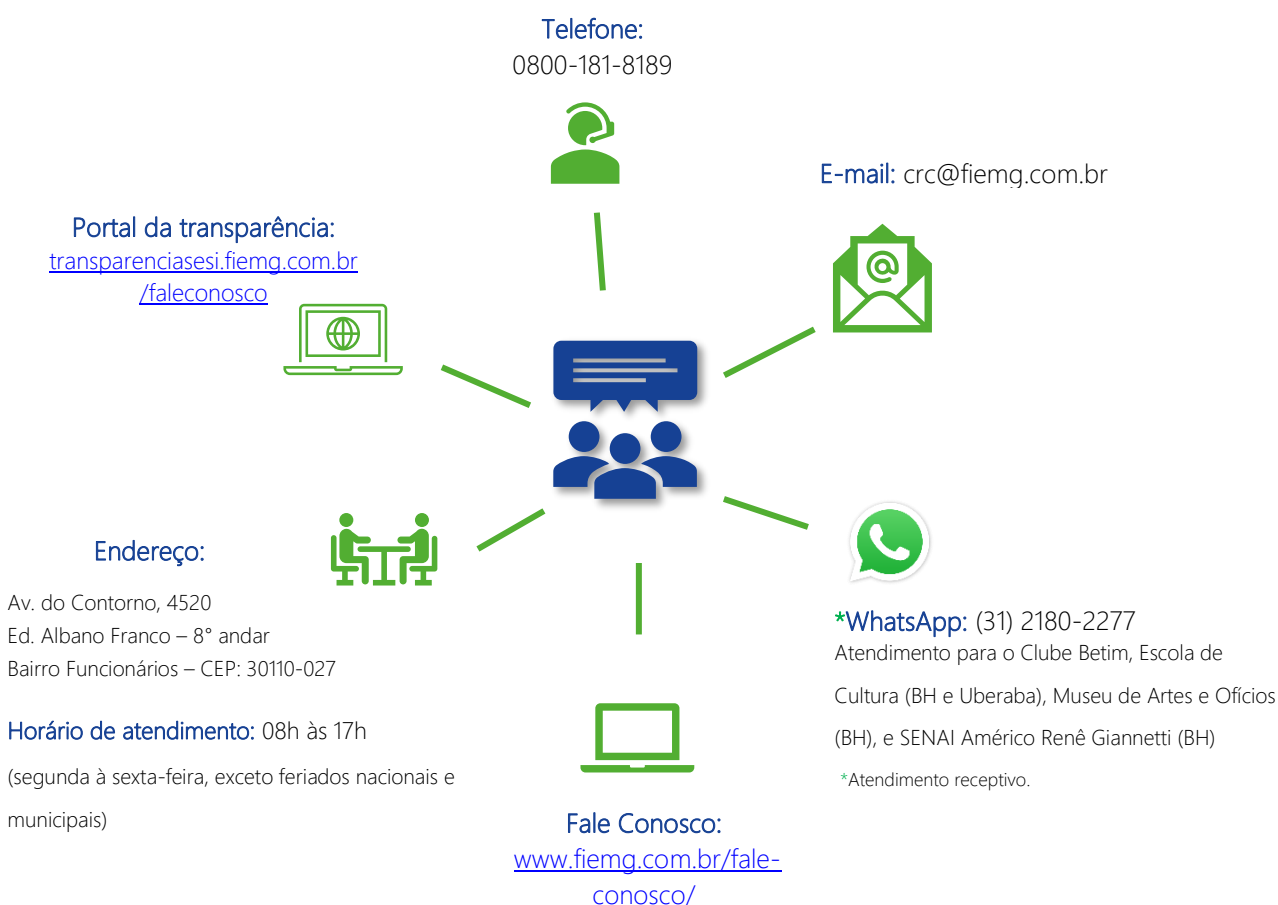 Telefone:
0800-181-8189
E-mail: crc@fiemg.com.br
Portal da transparência:
transparenciasesi.fiemg.com.br
/faleconosco
Endereço:
Av. do Contorno, 4520
Ed. Albano Franco – 8° andar
Bairro Funcionários – CEP: 30110-027
Horário de atendimento: 08h às 17h
(segunda à sexta-feira, exceto feriados nacionais e
municipais)
*WhatsApp: (31) 2180-2277
Atendimento para o Clube Betim, Escola de
Cultura (BH e Uberaba), Museu de Artes e Ofícios
(BH), e SENAI Américo Renê Giannetti (BH)
*Atendimento receptivo.
Fale Conosco:
www.fiemg.com.br/fale-
conosco/